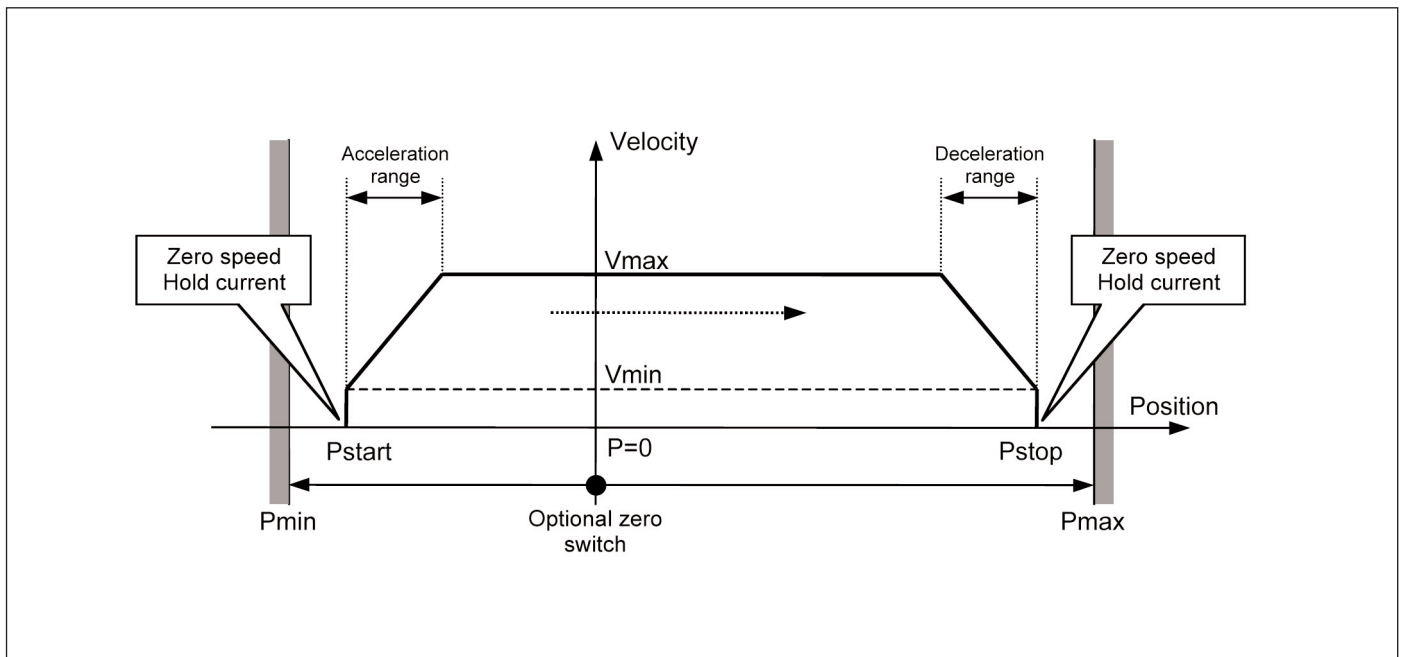 Velocity
Acceleration
range
Deceleration
range
Zero speed
Hold current
Vmax
Zero speed
Hold current
Vmin
Position
Pstart
P=0
Pstop
Pmin
Optional zero
switch
Pmax